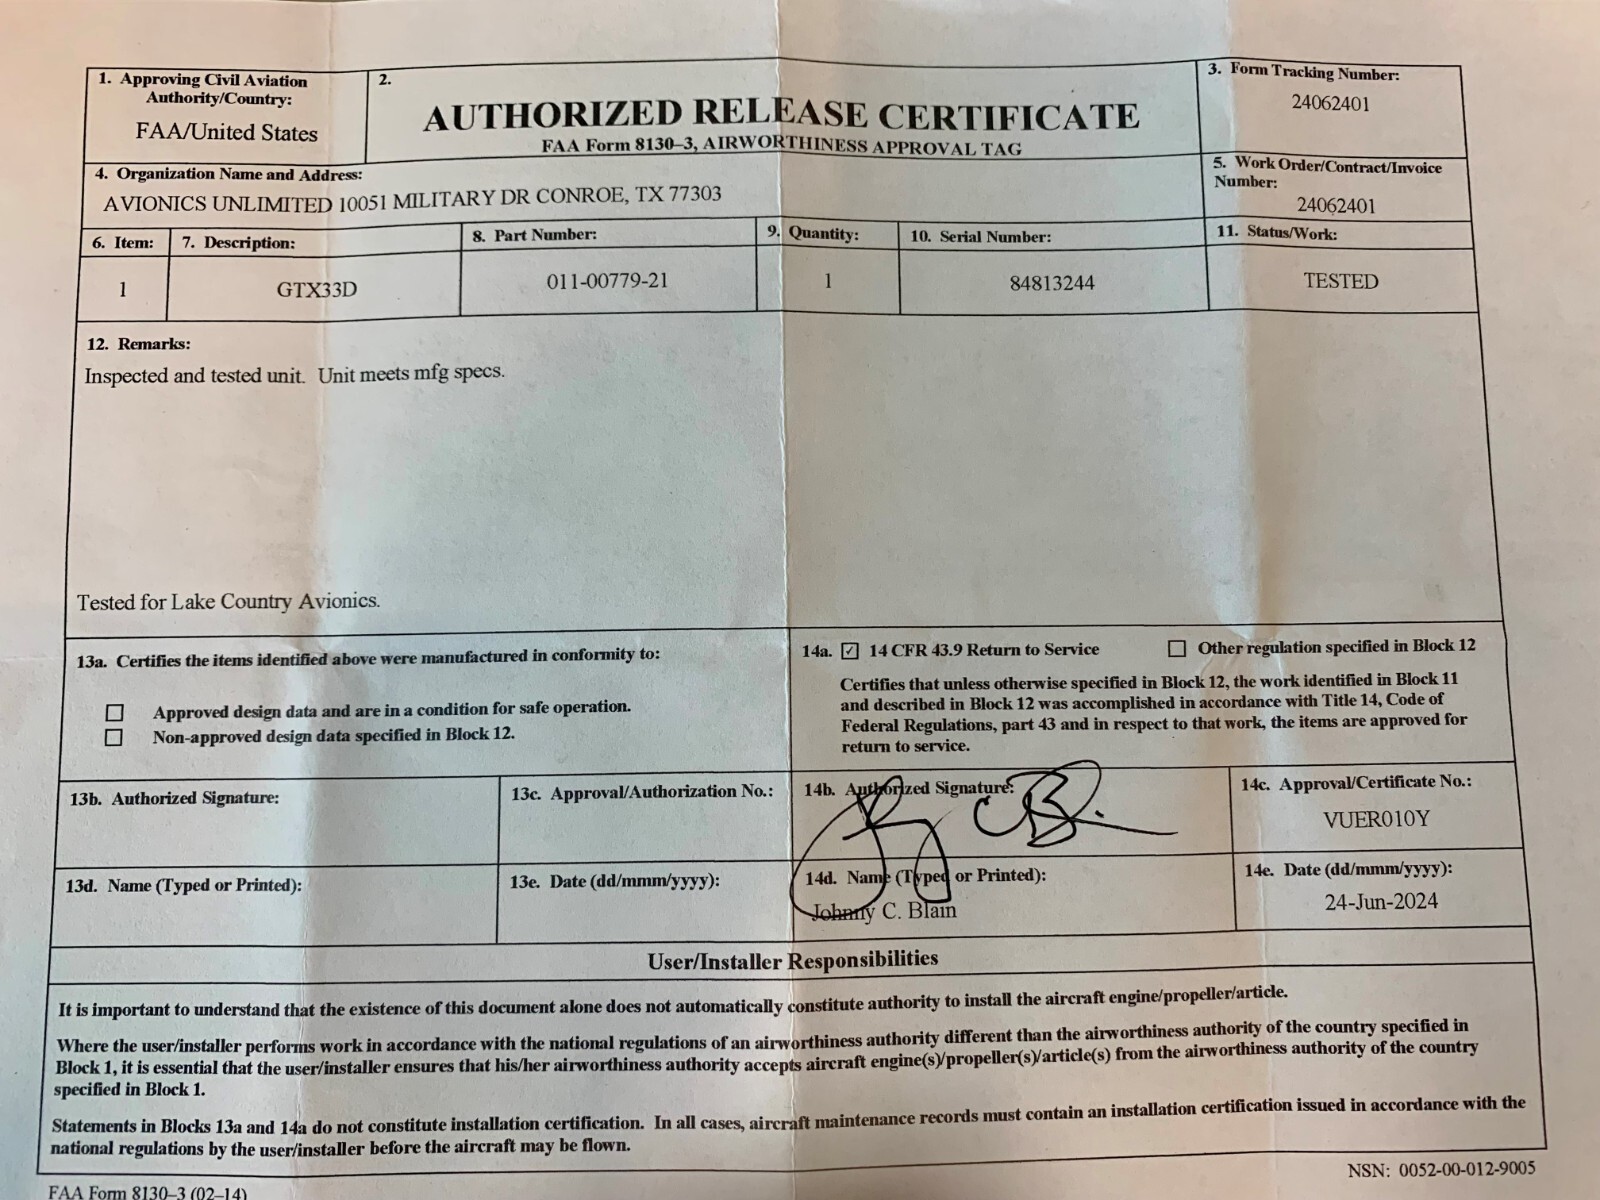 1. Approving Civil Aviation
Authority/Country:
FAA/United States
2.
AUTHORIZED RELEASE CERTIFICATE
FAA Form 8130–3, AIRWORTHINESS APPROVAL TAG
3. Form Tracking Number:
24062401
4. Organization Name and Address:
AVIONICS UNLIMITED 10051 MILITARY DR CONROE, TX 77303
5. Work Order/Contract/Invoice
Number:
24062401
6. Item:
7. Description:
8. Part Number:
9. Quantity:
10. Serial Number:
11. Status/Work:
1
GTX33D
011-00779-21
1
84813244
TESTED
12. Remarks:
Inspected and tested unit. Unit meets mfg specs.
Tested for Lake Country Avionics.
13a. Certifies the items identified above were manufactured in conformity to:
Approved design data and are in a condition for safe operation.
Non-approved design data specified in Block 12.
14a. ☑ 14 CFR 43.9 Return to Service ☐ Other regulation specified in Block 12
Certifies that unless otherwise specified in Block 12, the work identified in Block 11
and described in Block 12 was accomplished in accordance with Title 14, Code of
Federal Regulations, part 43 and in respect to that work, the items are approved for
return to service.
13b. Authorized Signature:
13c. Approval/Authorization No.:
14b. Authorized Signature:
14c. Approval/Certificate No.:
VUER010Y
13d. Name (Typed or Printed):
13e. Date (dd/mmm/yyyy):
14d. Name (Typed or Printed):
Johnny C. Blain
14e. Date (dd/mmm/yyyy):
24-Jun-2024
User/Installer Responsibilities
It is important to understand that the existence of this document alone does not automatically constitute authority to install the aircraft engine/propeller/article.
Where the user/installer performs work in accordance with the national regulations of an airworthiness authority different than the airworthiness authority of the country specified in
Block 1, it is essential that the user/installer ensures that his/her airworthiness authority accepts aircraft engine(s)/propeller(s)/article(s) from the airworthiness authority of the country
specified in Block 1.
Statements in Blocks 13a and 14a do not constitute installation certification. In all cases, aircraft maintenance records must contain an installation certification issued in accordance with the
national regulations by the user/installer before the aircraft may be flown.
FAA Form 8130–3 (02–14)
NSN: 0052-00-012-9005